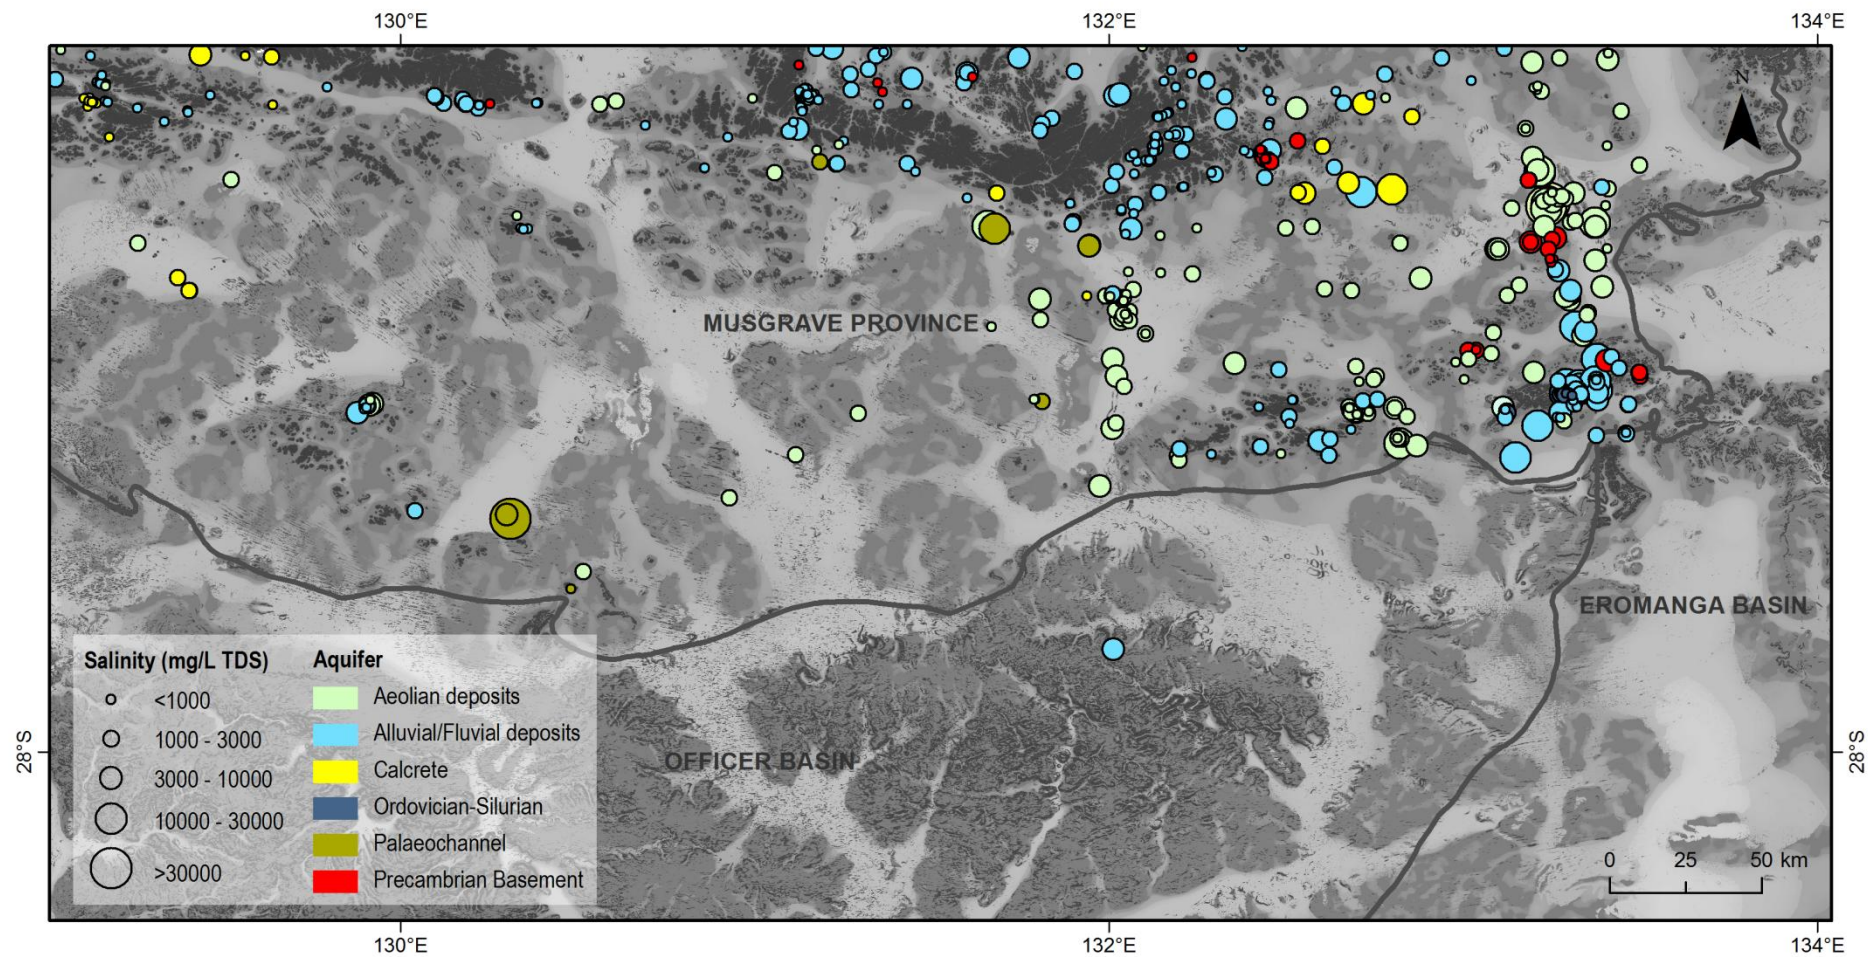 130°E 132°E 134°E
N
MUSGRAVE PROVINCE
EROMANGA BASIN
OFFICER BASIN
28°S 28°S
Salinity (mg/L TDS)
<1000
1000 - 3000
3000 - 10000
10000 - 30000
>30000
Aquifer
Aeolian deposits
Alluvial/Fluvial deposits
Calcrete
Ordovician-Silurian
Palaeochannel
Precambrian Basement
0 25 50 km
130°E 132°E 134°E